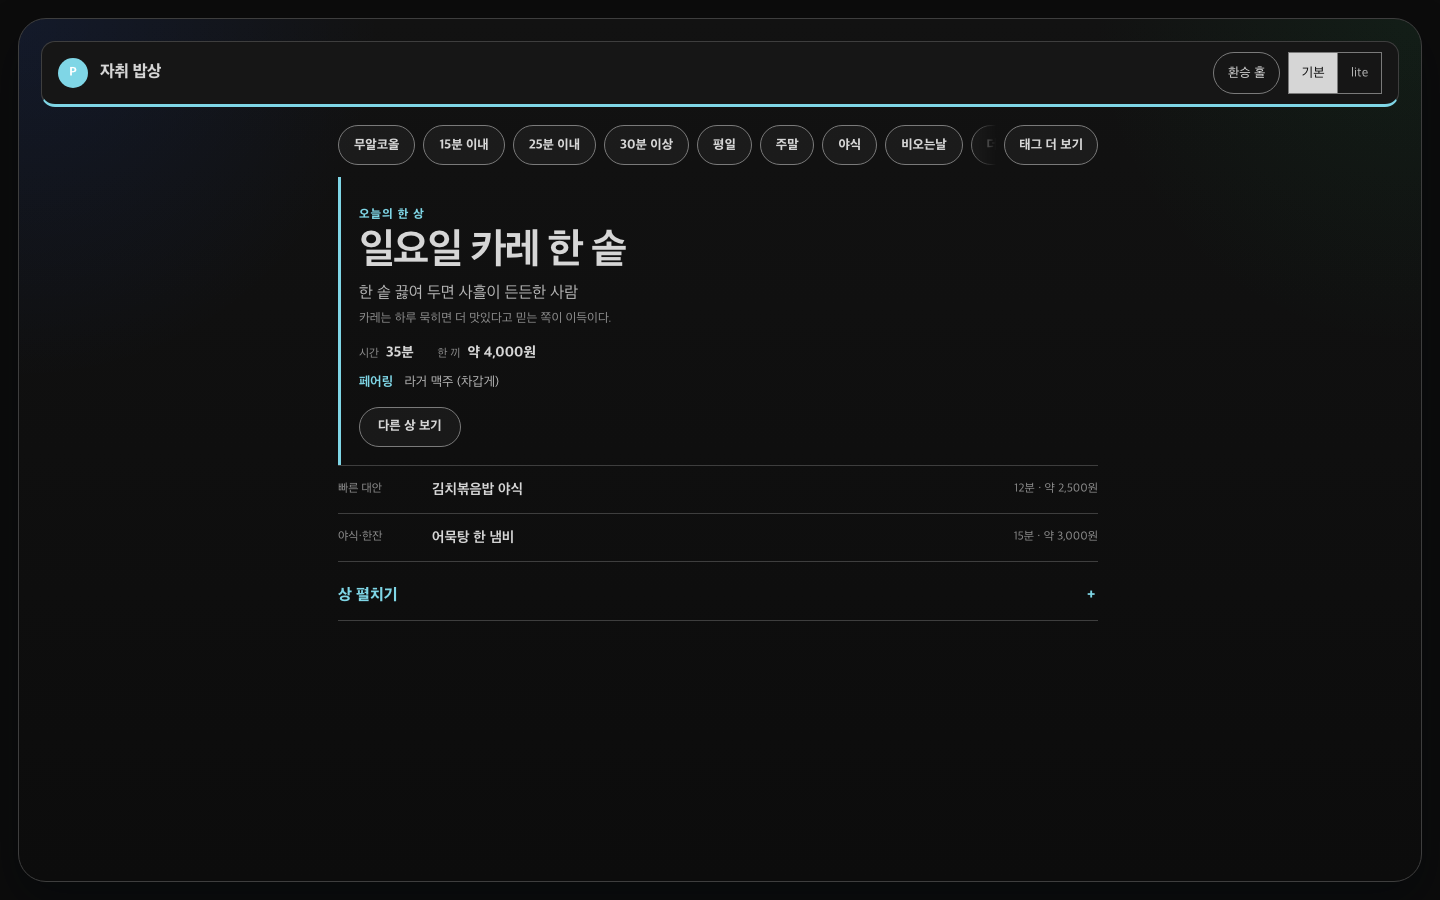 P 자취 밥상 환승 홀 기본 lite
무알코올 15분 이내 25분 이내 30분 이상 평일 주말 야식 비오는날 태그 더 보기
오늘의 한 상
일요일 카레 한 솥
한 솥 끓여 두면 사흘이 든든한 사람
카레는 하루 묵히면 더 맛있다고 믿는 쪽이 이득이다.
시간 35분 한 끼 약 4,000원
페어링 라거 맥주 (차갑게)
다른 상 보기
빠른 대안 김치볶음밥 야식 12분 · 약 2,500원
야식·한잔 어묵탕 한 냄비 15분 · 약 3,000원
상 펼치기 +